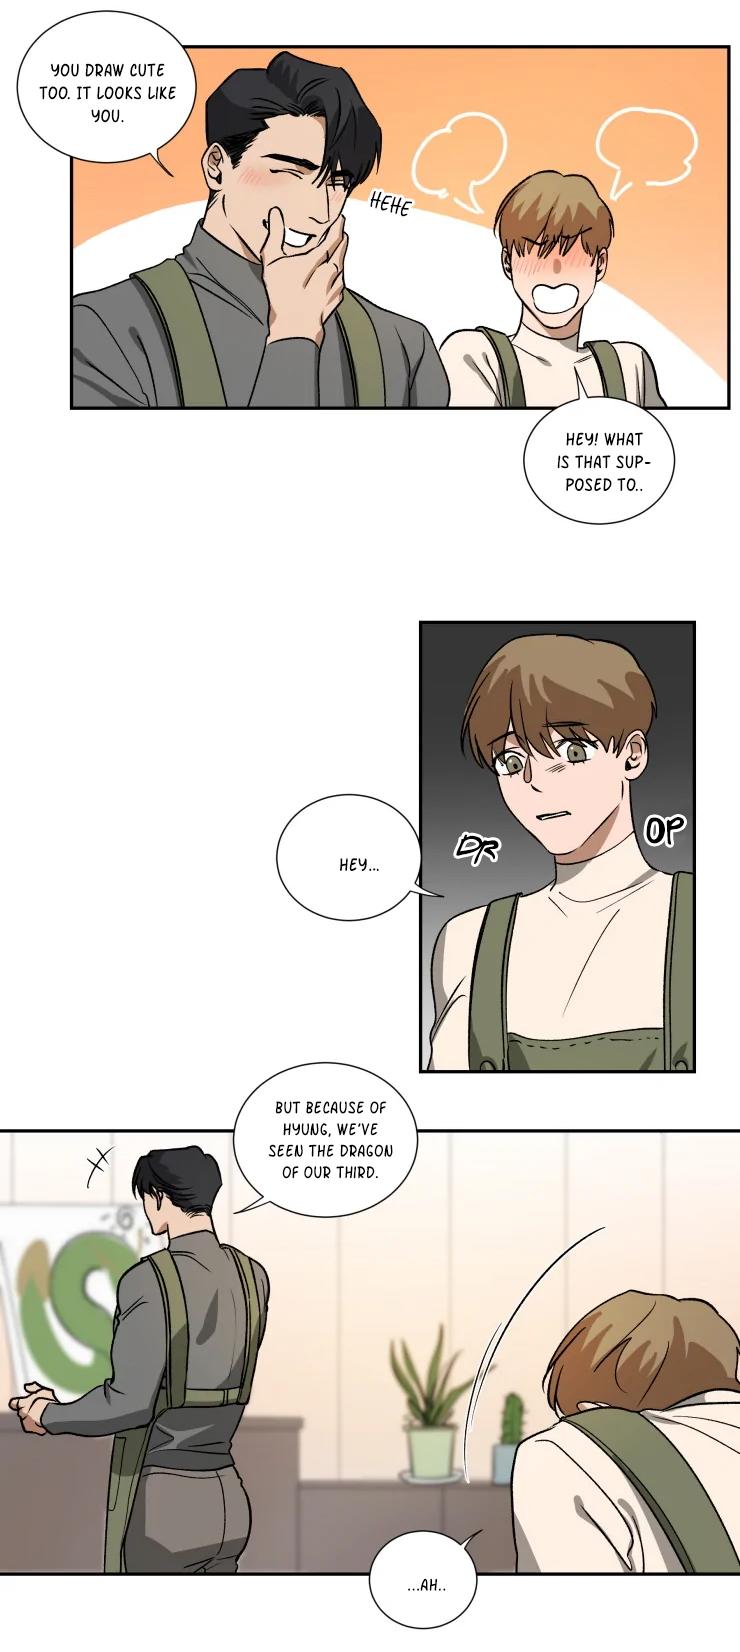 YOU DRAW CUTE
TOO. IT LOOKS LIKE
YOU.
HEHE
HEY! WHAT
IS THAT SUP-
POSED TO..
HEY...
DR
OP
BUT BECAUSE OF
HYUNG, WE'VE
SEEN THE DRAGON
OF OUR THIRD.
...AH..